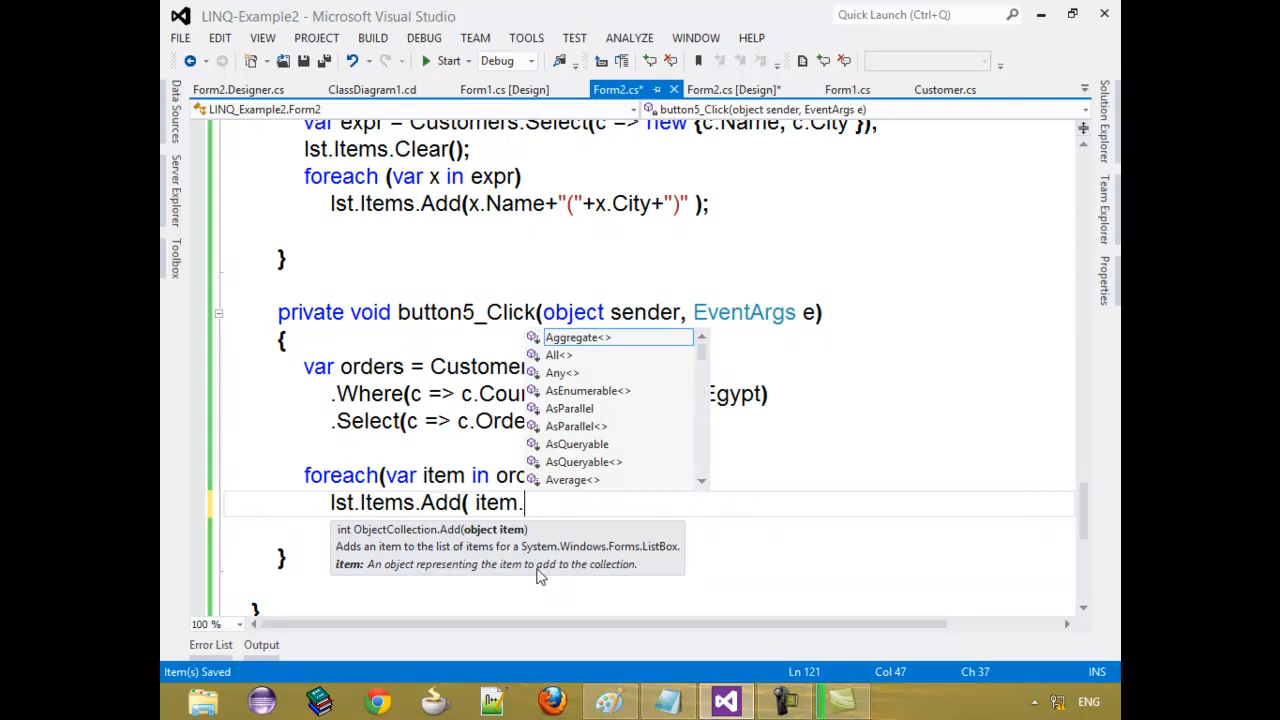 LINQ-Example2 - Microsoft Visual Studio
Quick Launch (Ctrl+Q)
FILE EDIT VIEW PROJECT BUILD DEBUG TEAM TOOLS TEST ANALYZE WINDOW HELP
Start Debug
Form2.Designer.cs ClassDiagram1.cd Form1.cs [Design] Form2.cs* Form2.cs [Design]* Form1.cs Customer.cs
LINQ_Example2.Form2 button5_Click(object sender, EventArgs e)
Data Sources
Server Explorer
Toolbox
Solution Explorer
Team Explorer
Properties
var expr = Customers.Select(c => new {c.Name, c.City });
lst.Items.Clear();
foreach (var x in expr)
lst.Items.Add(x.Name+"("+x.City+")" );
}
private void button5_Click(object sender, EventArgs e)
{
var orders = Customer
.Where(c => c.Cou Egypt)
.Select(c => c.Orde
foreach(var item in ord
lst.Items.Add( item.
}
}
Aggregate<>
All<>
Any<>
AsEnumerable<>
AsParallel
AsParallel<>
AsQueryable
AsQueryable<>
Average<>
int ObjectCollection.Add(object item)
Adds an item to the list of items for a System.Windows.Forms.ListBox.
item: An object representing the item to add to the collection.
100 %
Error List Output
Item(s) Saved Ln 121 Col 47 Ch 37 INS
ENG